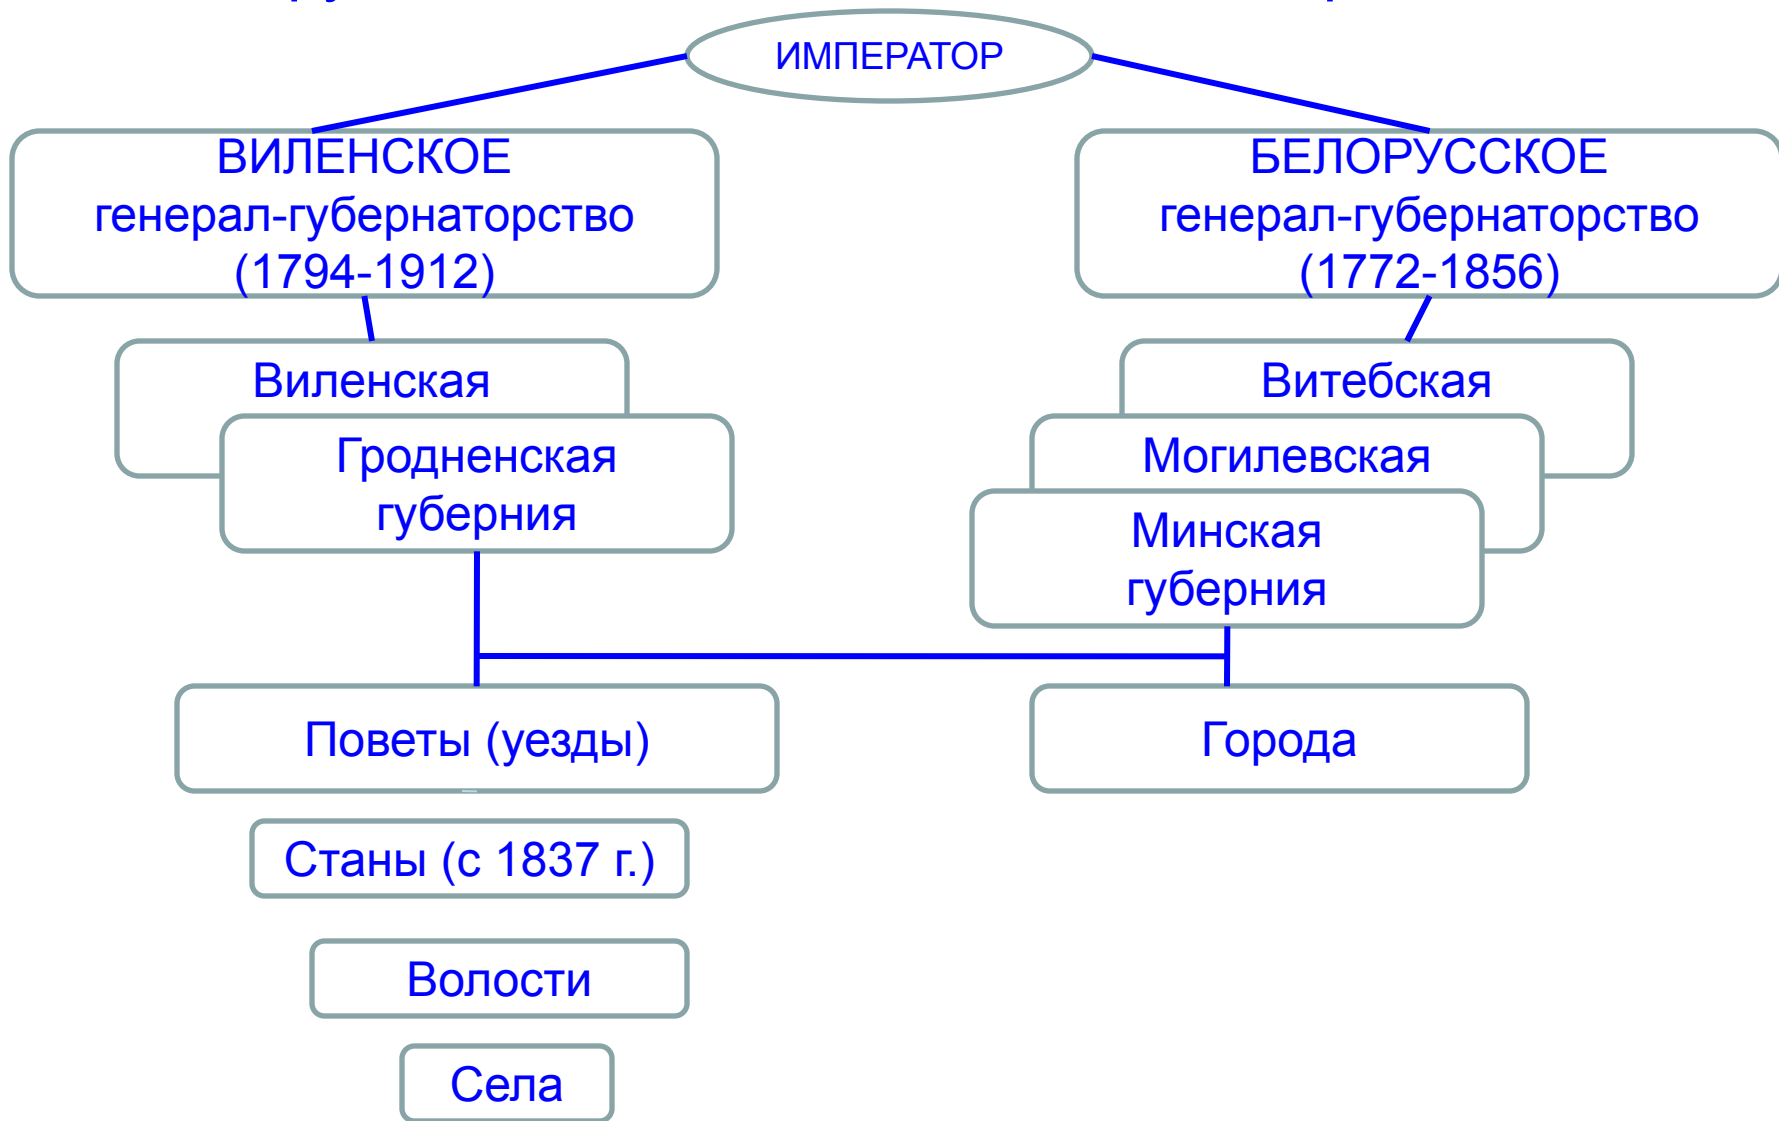 ИМПЕРАТОР
ВИЛЕНСКОЕ
генерал-губернаторство
(1794-1912)
БЕЛОРУССКОЕ
генерал-губернаторство
(1772-1856)
Виленская
Гродненская
губерния
Витебская
Могилевская
Минская
губерния
Поветы (уезды)
Города
Станы (с 1837 г.)
Волости
Села